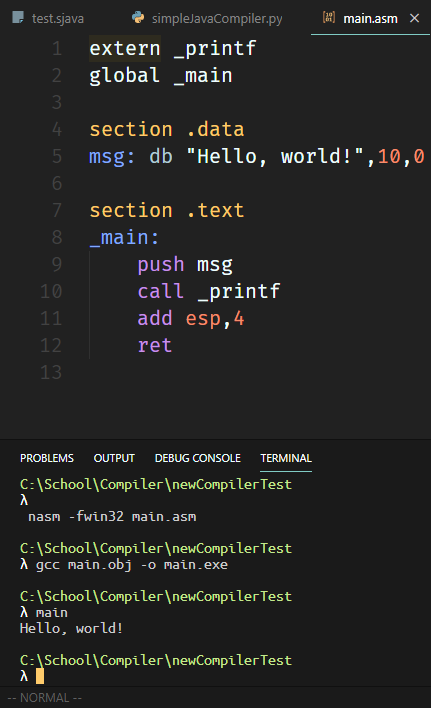 test.sjava simpleJavaCompiler.py main.asm
1 extern _printf
2 global _main
3
4 section .data
5 msg: db "Hello, world!",10,0
6
7 section .text
8 _main:
9 push msg
10 call _printf
11 add esp,4
12 ret
13
PROBLEMS OUTPUT DEBUG CONSOLE TERMINAL
C:\School\Compiler\newCompilerTest
λ
nasm -fwin32 main.asm
C:\School\Compiler\newCompilerTest
λ gcc main.obj -o main.exe
C:\School\Compiler\newCompilerTest
λ main
Hello, world!
C:\School\Compiler\newCompilerTest
λ
-- NORMAL --